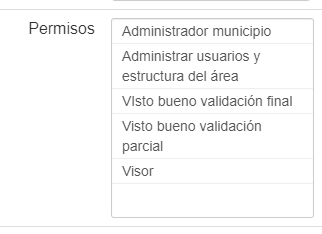 Permisos
Administrador municipio
Administrar usuarios y
estructura del área
VIsto bueno validación final
Visto bueno validación
parcial
Visor